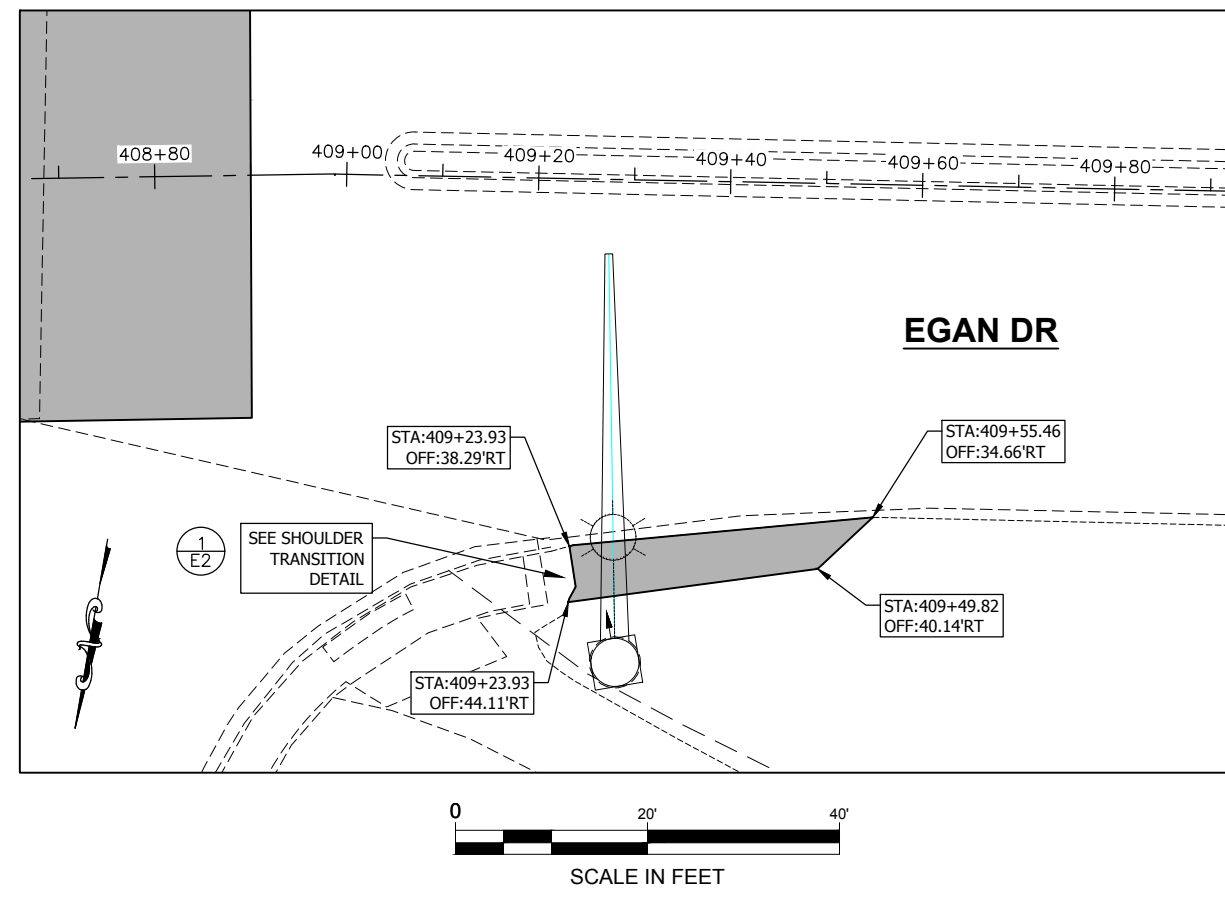 408+80
409+00
409+20
409+40
409+60
409+80
EGAN DR
STA:409+23.93
OFF:38.29'RT
STA:409+55.46
OFF:34.66'RT
1
E2
SEE SHOULDER
TRANSITION
DETAIL
STA:409+49.82
OFF:40.14'RT
STA:409+23.93
OFF:44.11'RT
0
20'
40'
SCALE IN FEET